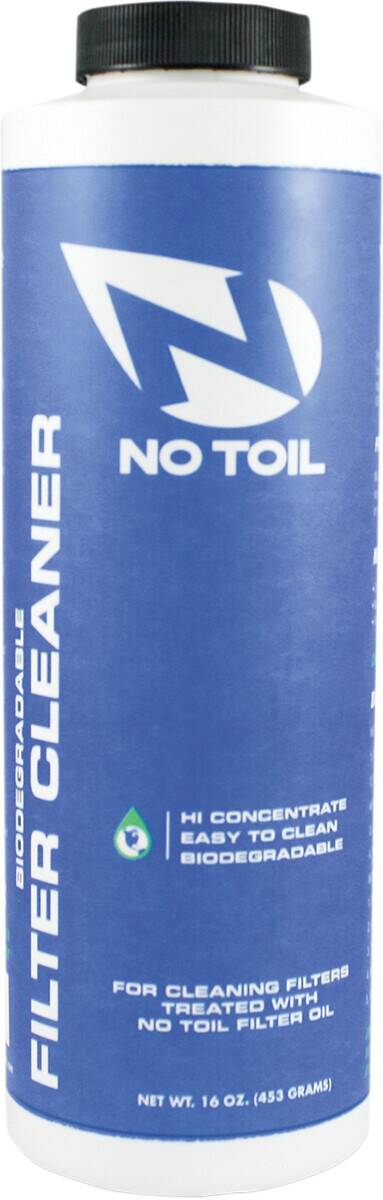 NO TOIL
BIODEGRADABLE
FILTER CLEANER
HI CONCENTRATE
EASY TO CLEAN
BIODEGRADABLE
FOR CLEANING FILTERS
TREATED WITH
NO TOIL FILTER OIL
NET WT. 16 OZ. (453 GRAMS)